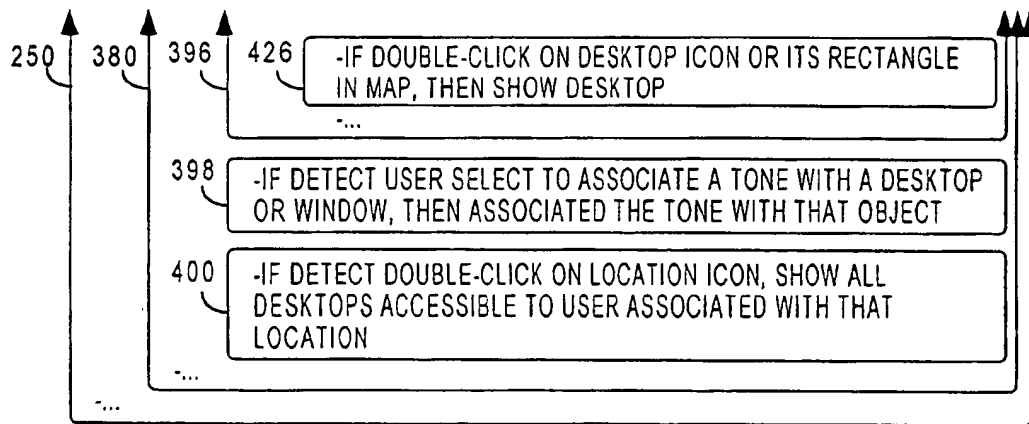 250 380 396 426 -IF DOUBLE-CLICK ON DESKTOP ICON OR ITS RECTANGLE
IN MAP, THEN SHOW DESKTOP
-...
398 -IF DETECT USER SELECT TO ASSOCIATE A TONE WITH A DESKTOP
OR WINDOW, THEN ASSOCIATED THE TONE WITH THAT OBJECT
400 -IF DETECT DOUBLE-CLICK ON LOCATION ICON, SHOW ALL
DESKTOPS ACCESSIBLE TO USER ASSOCIATED WITH THAT
LOCATION
-...
-...